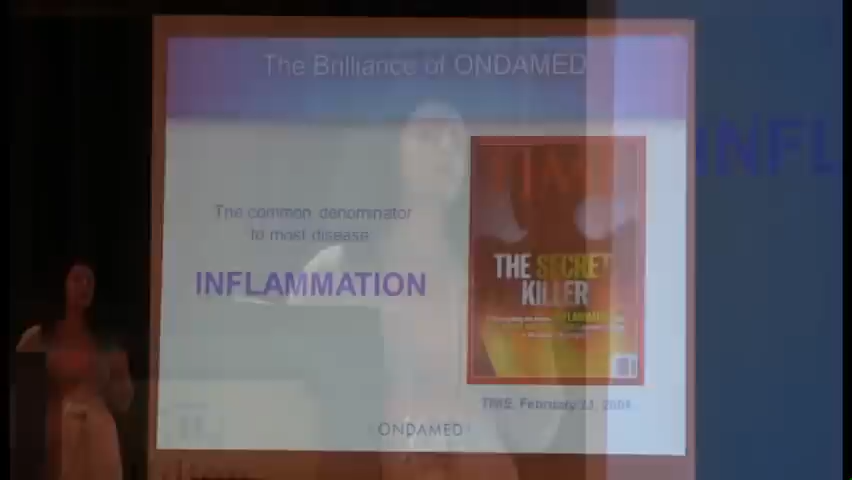 The Brilliance of ONDAMED
The common denominator
to most disease
INFLAMMATION
TIME
THE SECRET
KILLER
TIME, February 23, 2004
ONDAMED
INFL